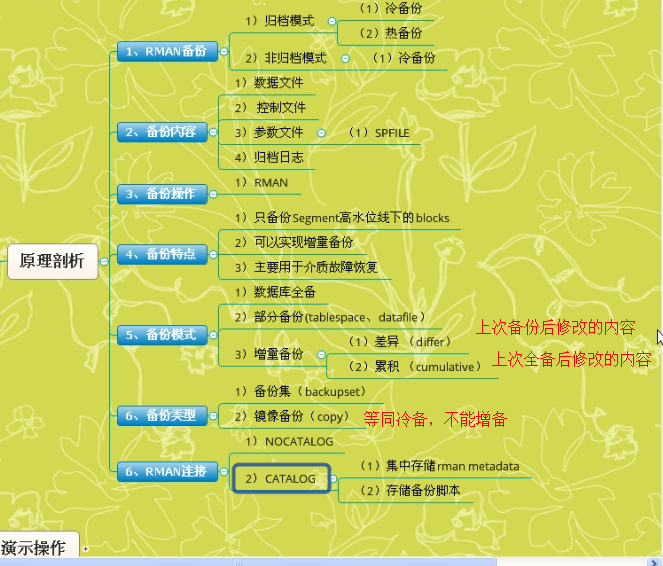 原理剖析
1、RMAN备份
1）归档模式
（1）冷备份
（2）热备份
2）非归档模式
（1）冷备份
2、备份内容
1）数据文件
2） 控制文件
3）参数文件
（1）SPFILE
4）归档日志
3、备份操作
1）RMAN
4、备份特点
1）只备份Segment高水位线下的blocks
2）可以实现增量备份
3）主要用于介质故障恢复
5、备份模式
1）数据库全备
2）部分备份(tablespace、datafile）
3）增量备份
（1）差异 （differ）
上次备份后修改的内容
（2）累积 （cumulative）
上次全备后修改的内容
6、备份类型
1）备份集（backupset）
2）镜像备份（copy）
等同冷备，不能增备
6、RMAN连接
1）NOCATALOG
2）CATALOG
（1）集中存储rman metadata
（2）存储备份脚本
演示操作